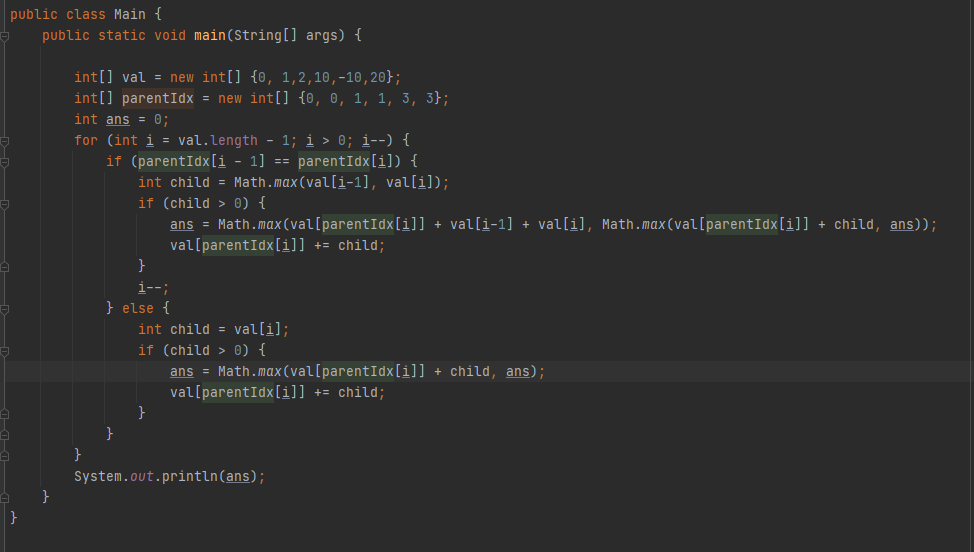 public class Main {
    public static void main(String[] args) {

        int[] val = new int[] {0, 1,2,10,-10,20};
        int[] parentIdx = new int[] {0, 0, 1, 1, 3, 3};
        int ans = 0;
        for (int i = val.length - 1; i > 0; i--) {
            if (parentIdx[i - 1] == parentIdx[i]) {
                int child = Math.max(val[i-1], val[i]);
                if (child > 0) {
                    ans = Math.max(val[parentIdx[i]] + val[i-1] + val[i], Math.max(val[parentIdx[i]] + child, ans));
                    val[parentIdx[i]] += child;
                }
                i--;
            } else {
                int child = val[i];
                if (child > 0) {
                    ans = Math.max(val[parentIdx[i]] + child, ans);
                    val[parentIdx[i]] += child;
                }
            }
        }
        System.out.println(ans);
    }
}